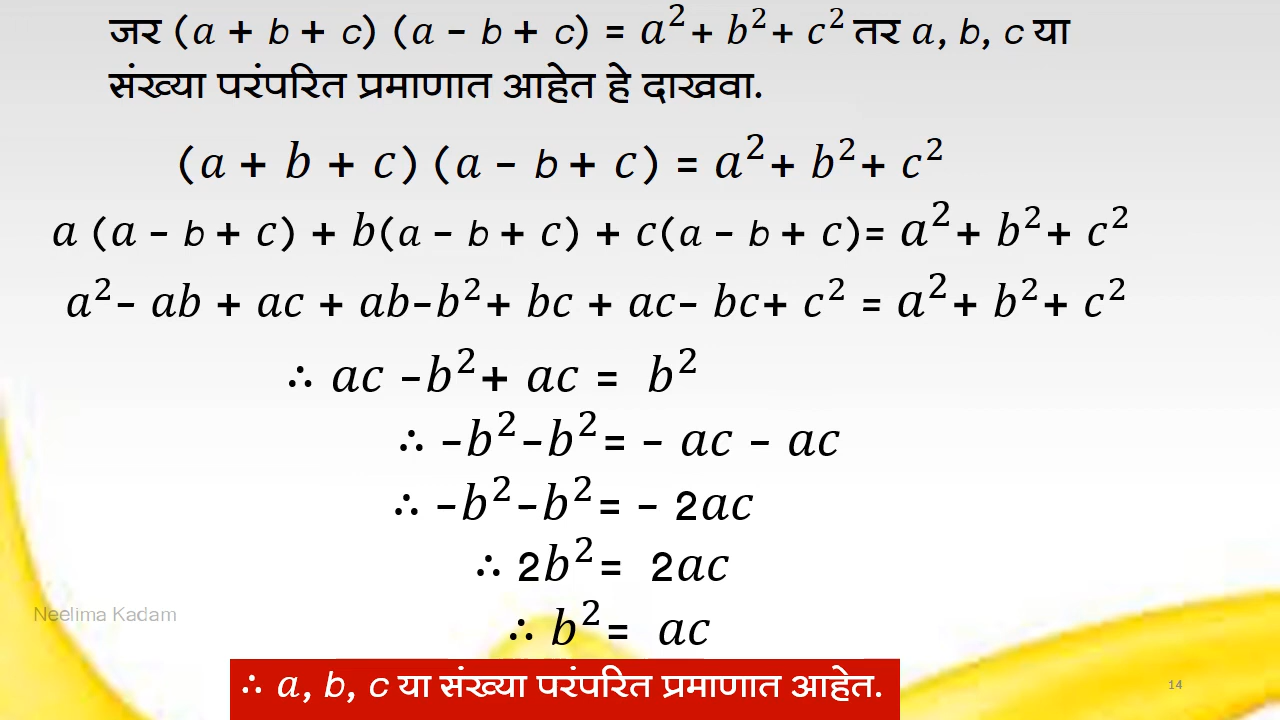 जर (a + b + c) (a – b + c) = a²+ b²+ c² तर a, b, c या
संख्या परंपरित प्रमाणात आहेत हे दाखवा.
(a + b + c) (a – b + c) = a²+ b²+ c²
a (a – b + c) + b(a – b + c) + c(a – b + c)= a²+ b²+ c²
a²– ab + ac + ab–b²+ bc + ac– bc+ c² = a²+ b²+ c²
∴ ac –b²+ ac = b²
∴ –b²–b²= – ac – ac
∴ –b²–b²= – 2ac
∴ 2b²= 2ac
∴ b²= ac
∴ a, b, c या संख्या परंपरित प्रमाणात आहेत.
Neelima Kadam
14